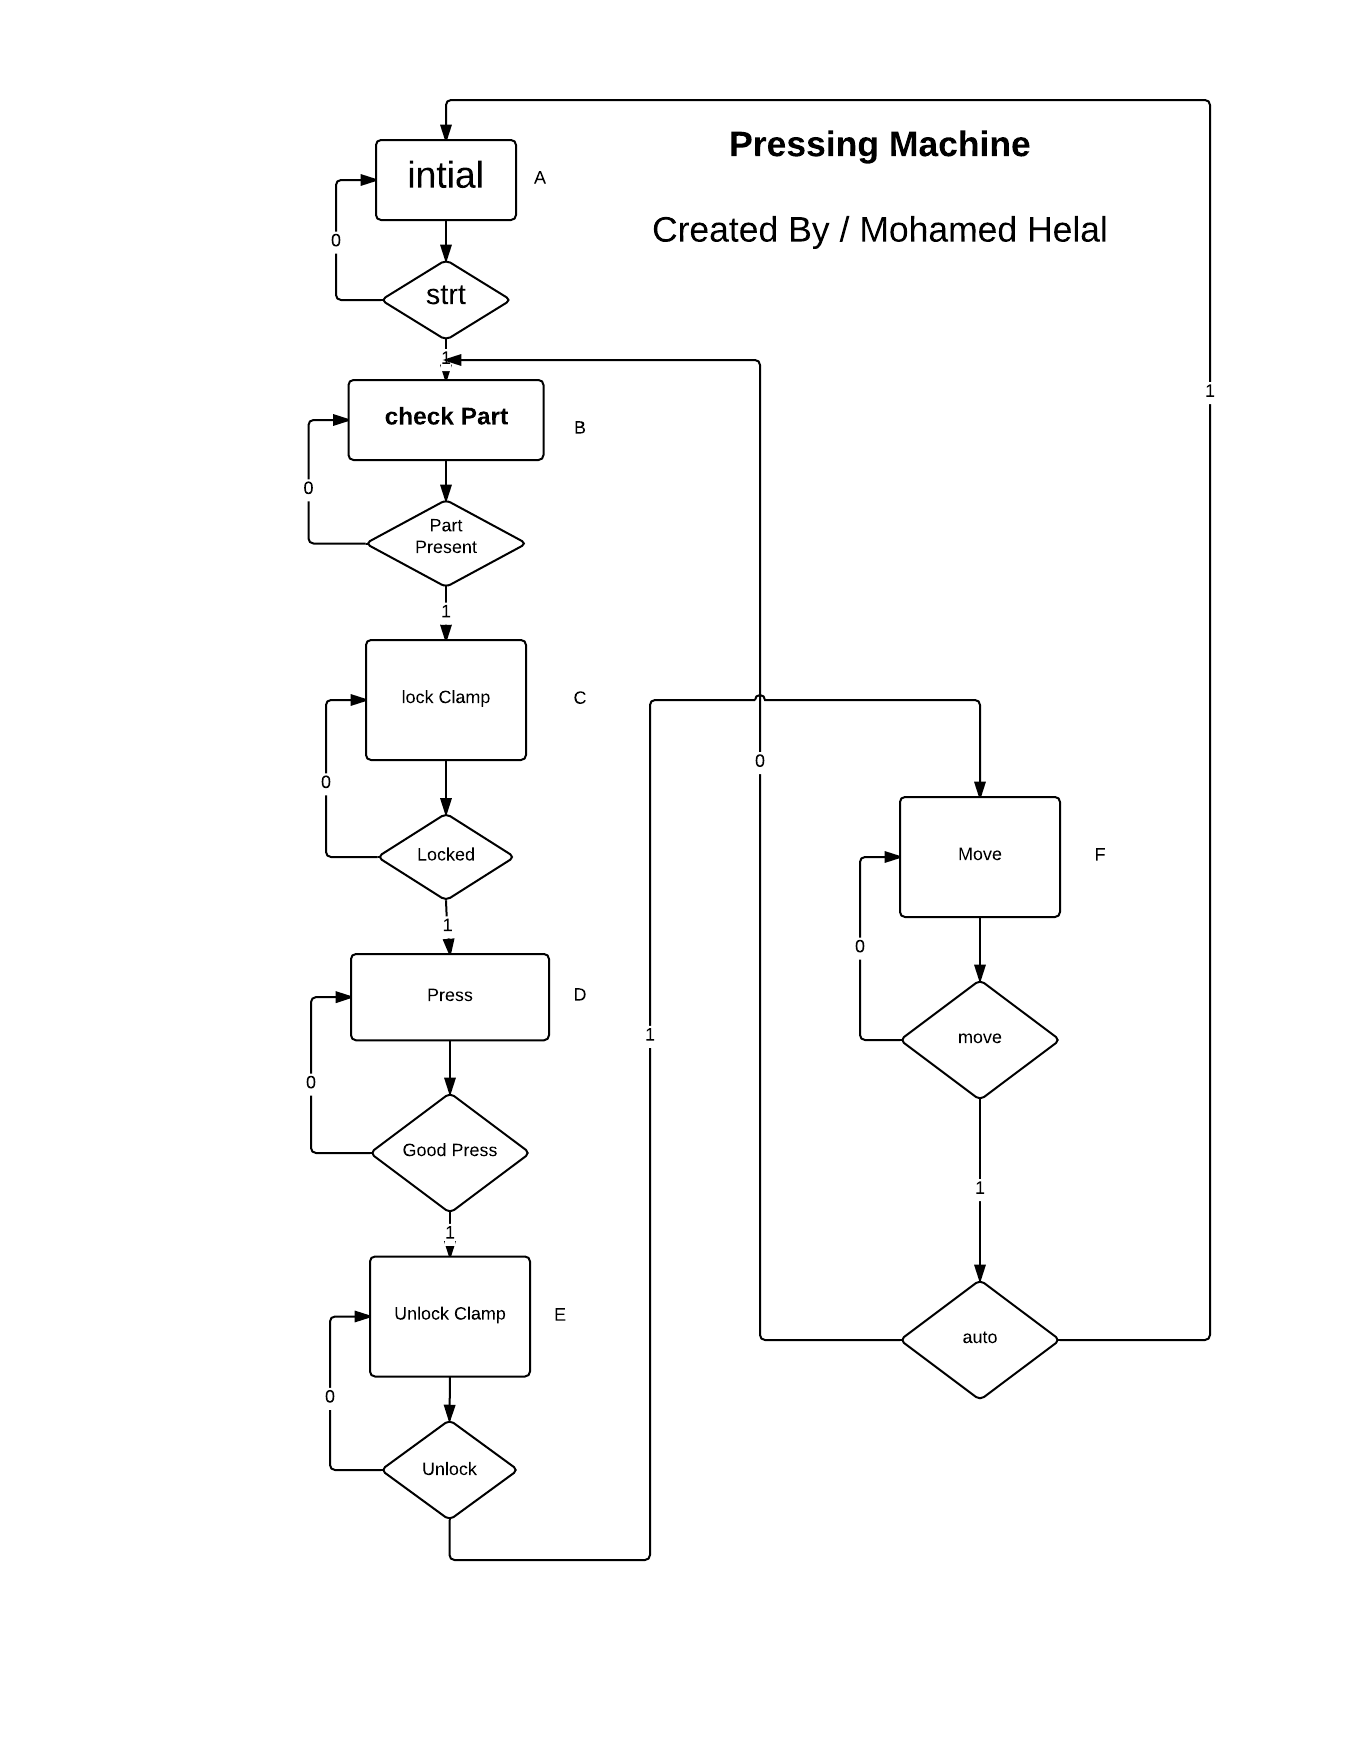 Pressing Machine
Created By / Mohamed Helal
intial
A
0
strt
1
check Part
B
0
Part
Present
1
lock Clamp
C
0
Locked
1
Press
D
0
Good Press
1
Unlock Clamp
E
0
Unlock
1
0
Move
F
0
move
1
auto
1